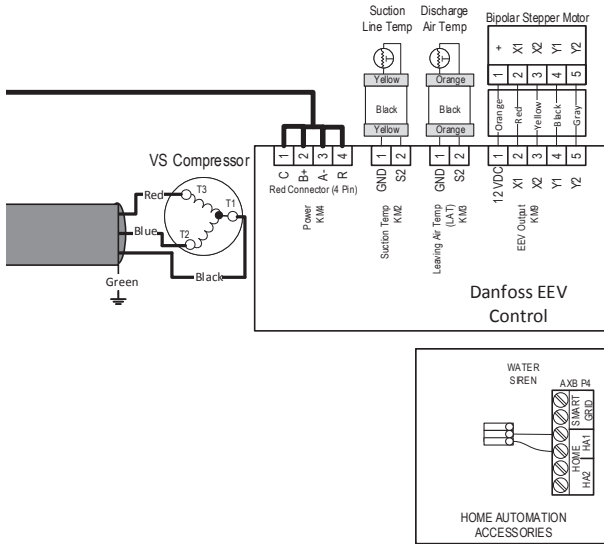 Suction
Line Temp
Discharge
Air Temp
Bipolar Stepper Motor
+
X1
X2
Y1
Y2
1
2
3
4
5
Yellow
Black
Yellow
Orange
Black
Orange
Orange
Red
Yellow
Black
Gray
VS Compressor
1
2
3
4
1
2
1
2
1
2
3
4
5
C
B+
A-
R
Red Connector (4 Pin)
Power
KM4
GND
S2
Suction Temp
KM2
GND
S2
Leaving Air Temp
(LAT)
KM3
12 VDC
X1
X2
Y1
Y2
EEV Output
KM9
Red
T3
T1
Blue
T2
Black
Green
Danfoss EEV
Control
WATER
SIREN
AXB P4
SMART
GRID
HOME
HA1
HA2
HOME AUTOMATION
ACCESSORIES